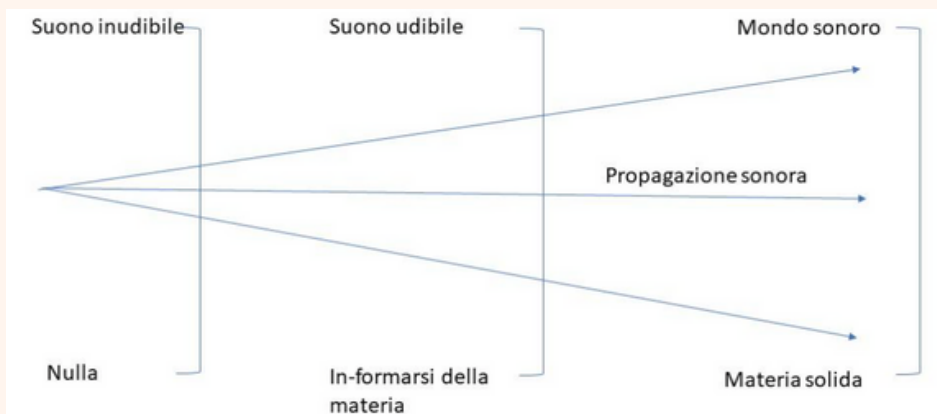 Suono inudibile
Suono udibile
Mondo sonoro
Propagazione sonora
Nulla
In-formarsi della
materia
Materia solida